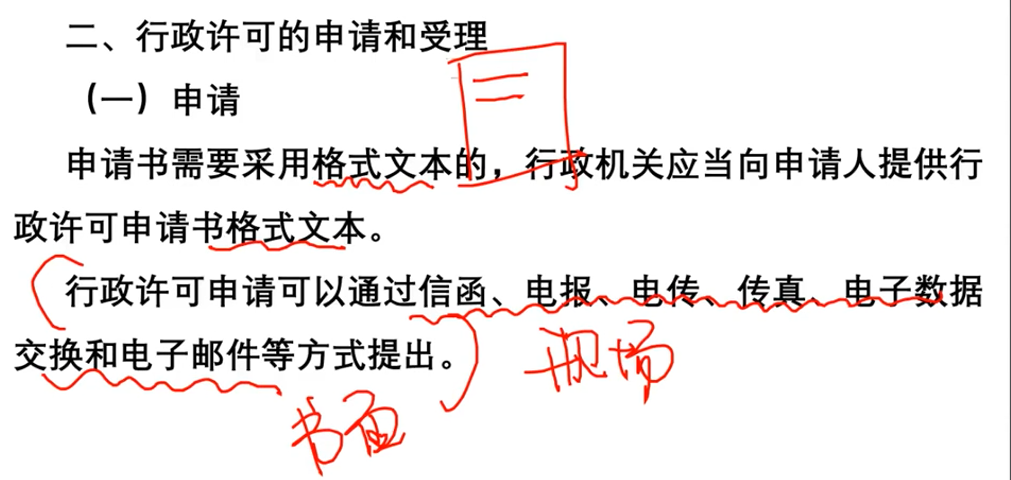 二、行政许可的申请和受理
（一）申请
申请书需要采用格式文本的，行政机关应当向申请人提供行
政许可申请书格式文本。
行政许可申请可以通过信函、电报、电传、传真、电子数据
交换和电子邮件等方式提出。
现场
书面